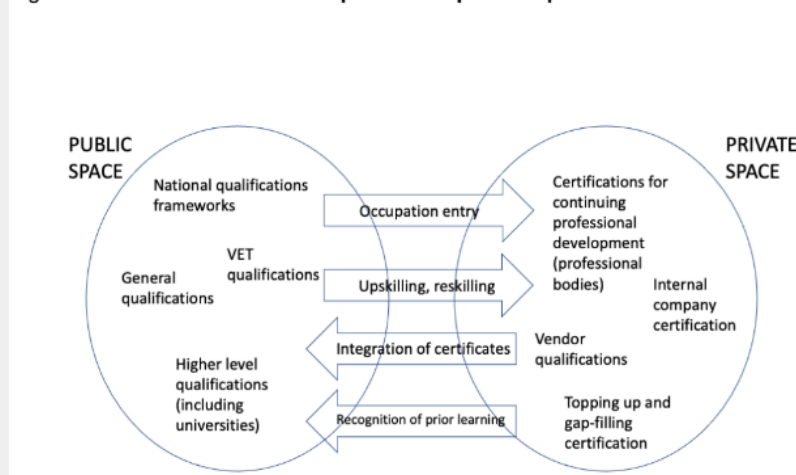 PUBLIC
SPACE
PRIVATE
SPACE
National qualifications
frameworks
VET
qualifications
General
qualifications
Higher level
qualifications
(including
universities)
Occupation entry
Upskilling, reskilling
Integration of certificates
Recognition of prior learning
Certifications for
continuing
professional
development
(professional
bodies)
Internal
company
certification
Vendor
qualifications
Topping up and
gap-filling
certification